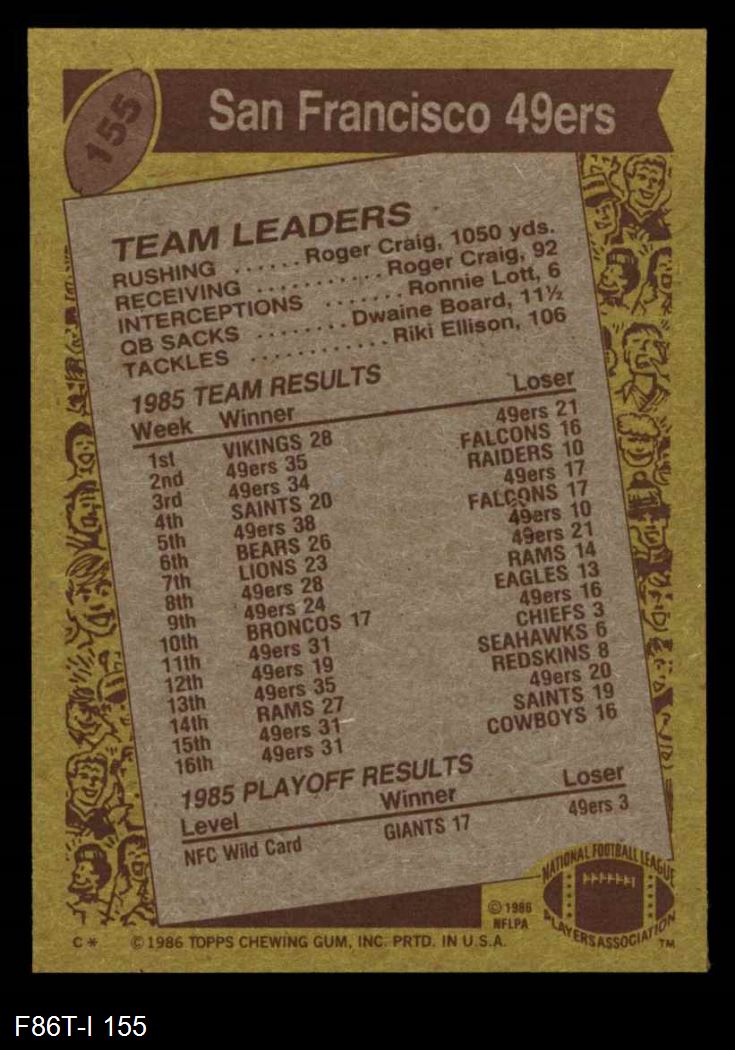 155
San Francisco 49ers
TEAM LEADERS
RUSHING ...... Roger Craig, 1050 yds.
RECEIVING ........... Roger Craig, 92
INTERCEPTIONS ....... Ronnie Lott, 6
QB SACKS ........ Dwaine Board, 11½
TACKLES ............ Riki Ellison, 106
1985 TEAM RESULTS
Week Winner Loser
1st VIKINGS 28 49ers 21
2nd 49ers 35 FALCONS 16
3rd 49ers 34 RAIDERS 10
4th SAINTS 20 49ers 17
5th 49ers 38 FALCONS 17
6th BEARS 26 49ers 10
7th LIONS 23 49ers 21
8th 49ers 28 RAMS 14
9th 49ers 24 EAGLES 13
10th BRONCOS 17 49ers 16
11th 49ers 31 CHIEFS 3
12th 49ers 19 SEAHAWKS 6
13th 49ers 35 REDSKINS 8
14th RAMS 27 49ers 20
15th 49ers 31 SAINTS 19
16th 49ers 31 COWBOYS 16
1985 PLAYOFF RESULTS
Level Winner Loser
NFC Wild Card GIANTS 17 49ers 3
NATIONAL FOOTBALL LEAGUE
PLAYERS ASSOCIATION
TM
© 1986
NFLPA
C* © 1986 TOPPS CHEWING GUM, INC. PRTD. IN U.S.A.
F86T-I 155